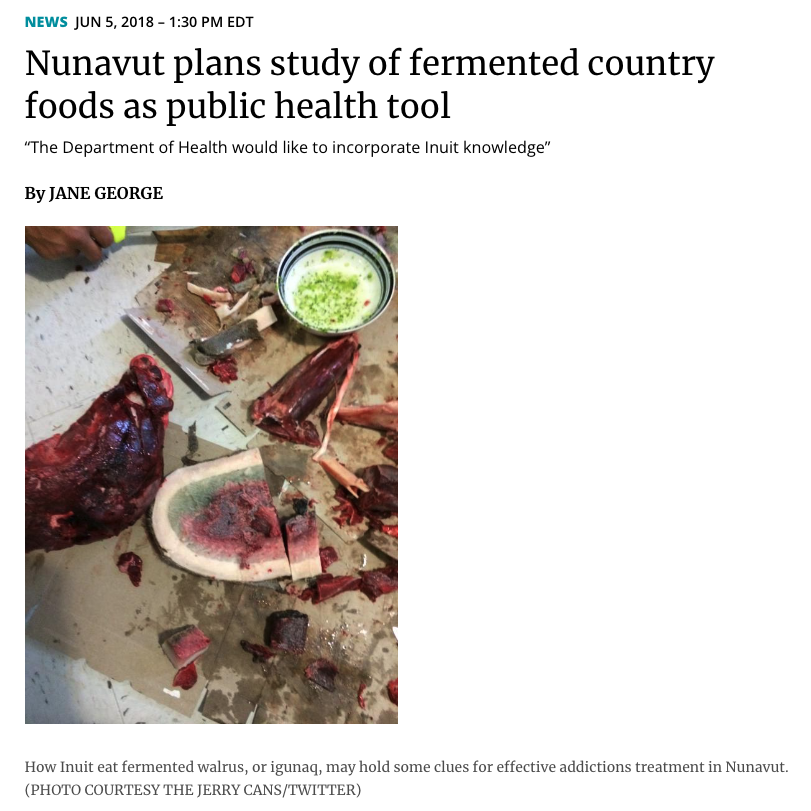 NEWS JUN 5, 2018 – 1:30 PM EDT
Nunavut plans study of fermented country
foods as public health tool
“The Department of Health would like to incorporate Inuit knowledge”
By JANE GEORGE
How Inuit eat fermented walrus, or igunaq, may hold some clues for effective addictions treatment in Nunavut.
(PHOTO COURTESY THE JERRY CANS/TWITTER)